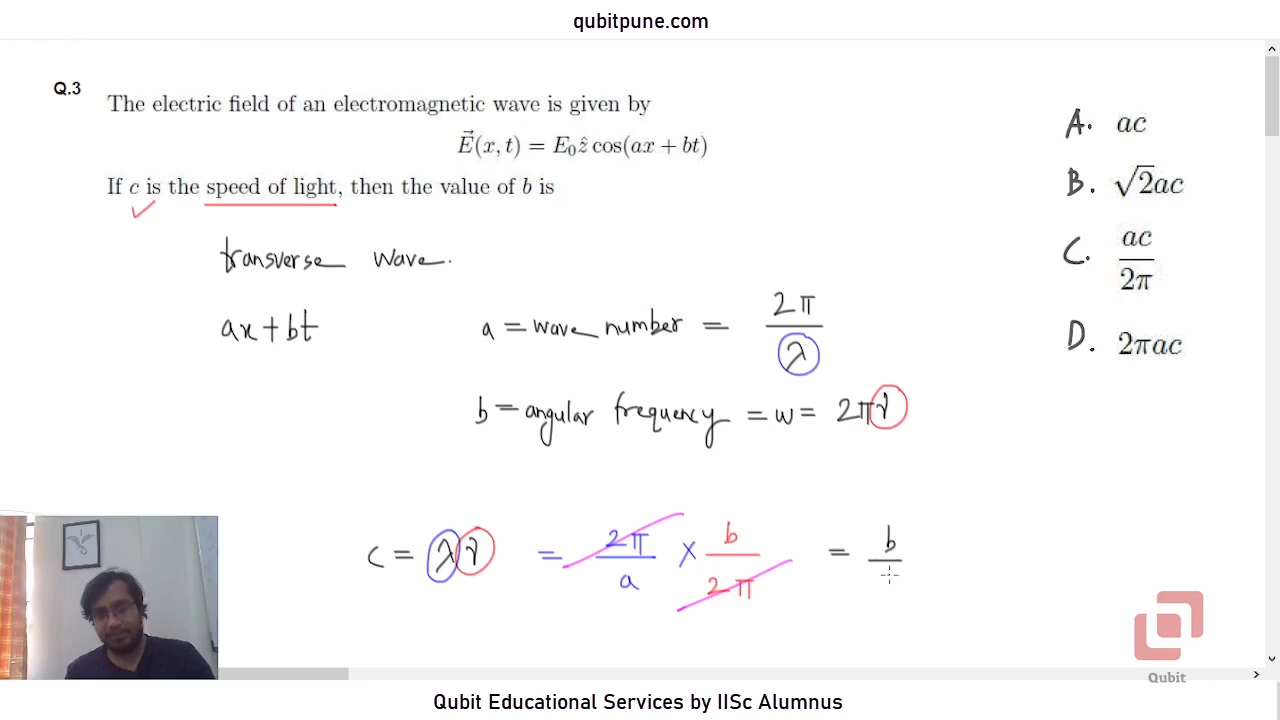 qubitpune.com
Q.3
The electric field of an electromagnetic wave is given by
E⃗(x, t) = E₀ẑ cos(ax + bt)
If c is the speed of light, then the value of b is
A. ac
B. √2ac
C. ac/2π
D. 2πac
transverse wave.
ax + bt
a = wave number = 2π/λ
b = angular frequency = w = 2πν
c = λν = 2π/a × b/2π = b/
Qubit
Qubit Educational Services by IISc Alumnus